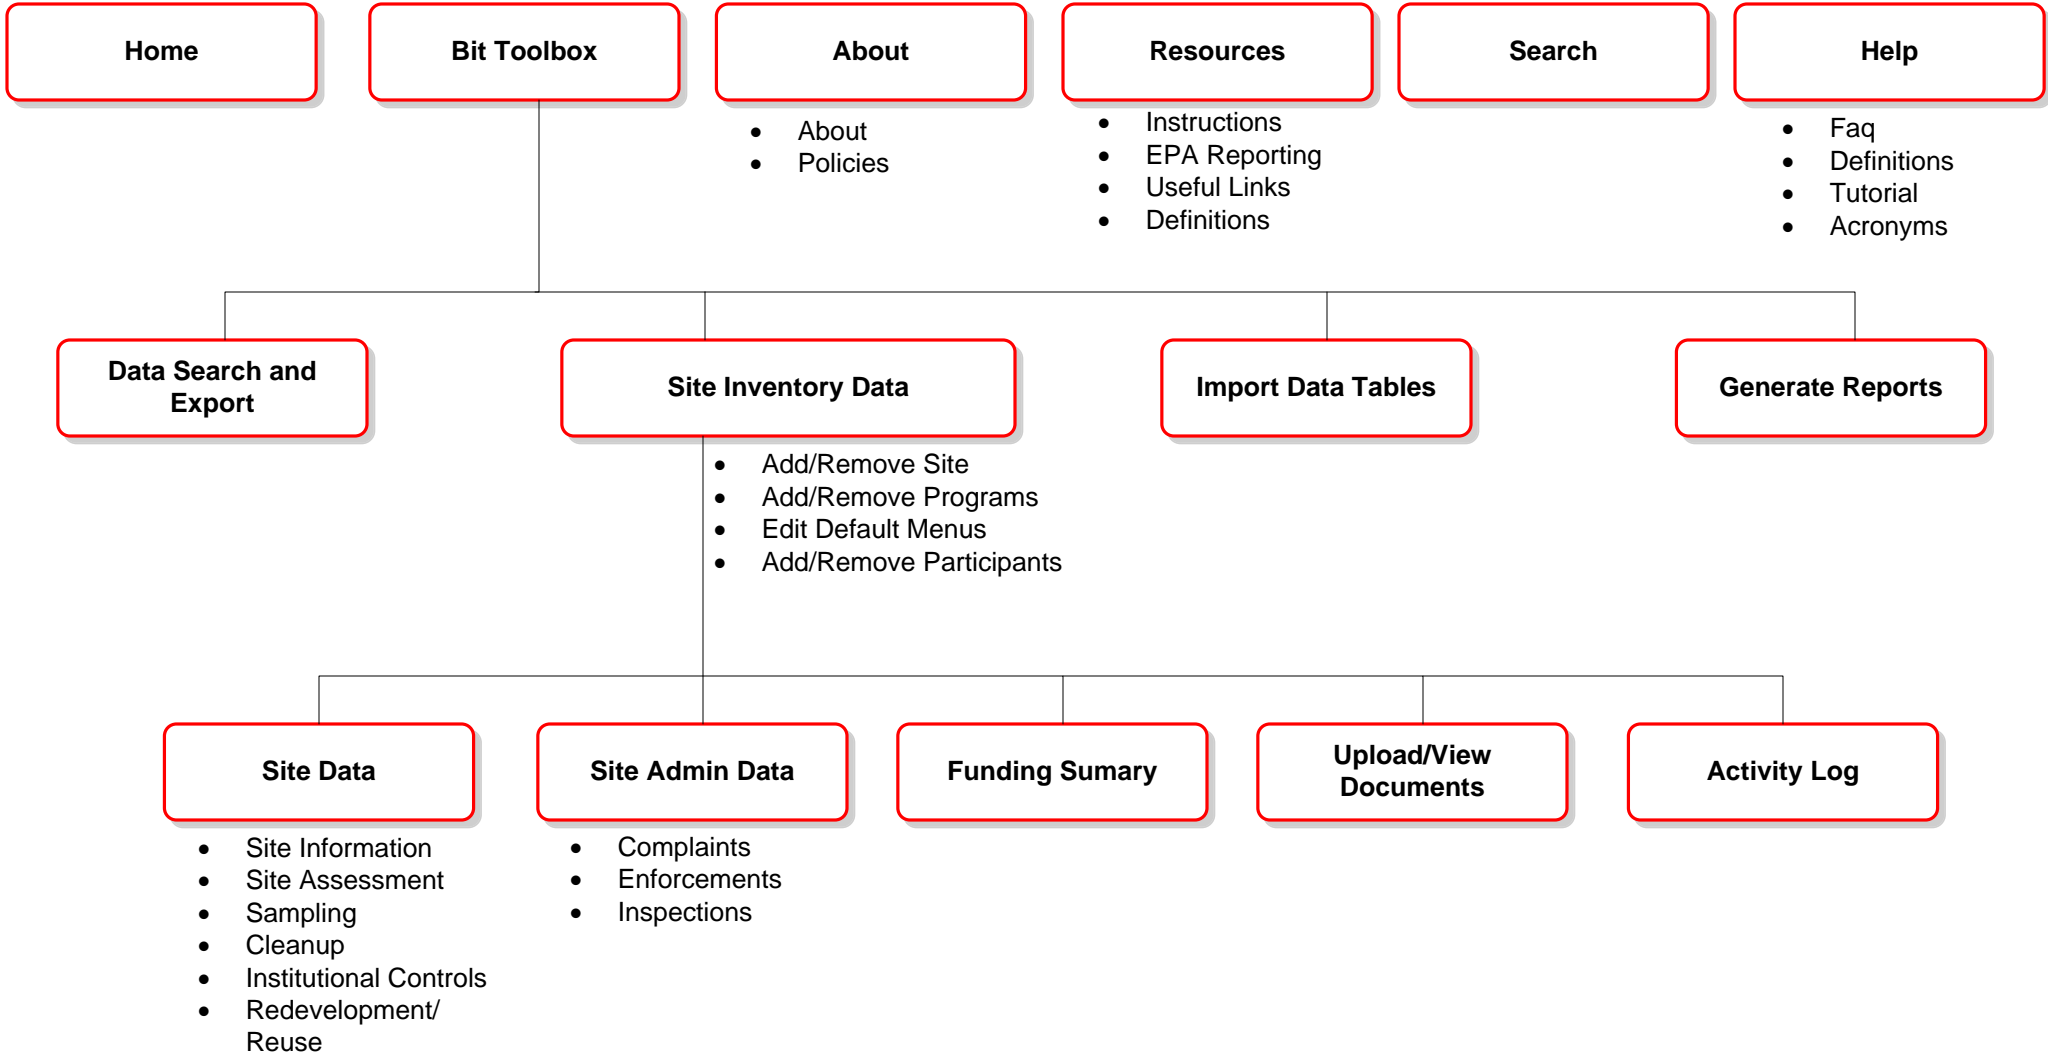 Home
Bit Toolbox
About
Resources
Search
Help
• About
• Policies
• Instructions
• EPA Reporting
• Useful Links
• Definitions
• Faq
• Definitions
• Tutorial
• Acronyms
Data Search and
Export
Site Inventory Data
Import Data Tables
Generate Reports
• Add/Remove Site
• Add/Remove Programs
• Edit Default Menus
• Add/Remove Participants
Site Data
Site Admin Data
Funding Sumary
Upload/View
Documents
Activity Log
• Site Information
• Site Assessment
• Sampling
• Cleanup
• Institutional Controls
• Redevelopment/
Reuse
• Complaints
• Enforcements
• Inspections